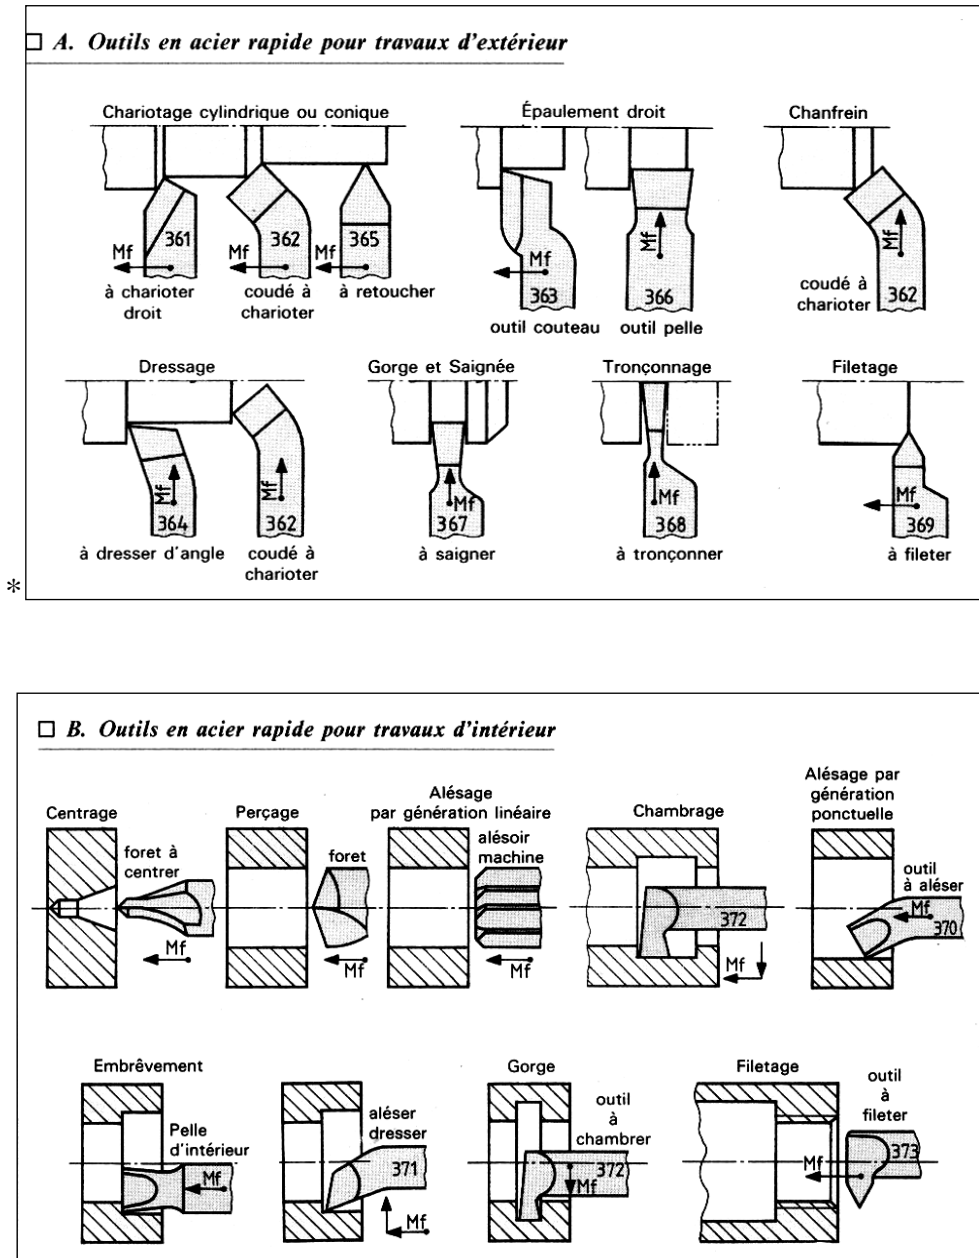 □ A. Outils en acier rapide pour travaux d'extérieur
Chariotage cylindrique ou conique
Épaulement droit
Chanfrein
361
362
365
Mf
Mf
Mf
à charioter
droit
coudé à
charioter
à retoucher
Mf
363
Mf
366
outil couteau
outil pelle
Mf
coudé à
charioter
362
Dressage
Gorge et Saignée
Tronçonnage
Filetage
Mf
364
Mf
362
Mf
367
Mf
368
Mf
369
à dresser d'angle
coudé à
charioter
à saigner
à tronçonner
à fileter
*
□ B. Outils en acier rapide pour travaux d'intérieur
Centrage
foret à
centrer
Mf
Perçage
foret
Mf
Alésage
par génération linéaire
alésoir
machine
Mf
Chambrage
372
Mf
Alésage par
génération
ponctuelle
outil
à aléser
Mf
370
Embrêvement
Pelle
d'intérieur
Mf
aléser
dresser
371
Mf
Gorge
outil
à
chambrer
372
Mf
Filetage
outil
à
fileter
373
Mf